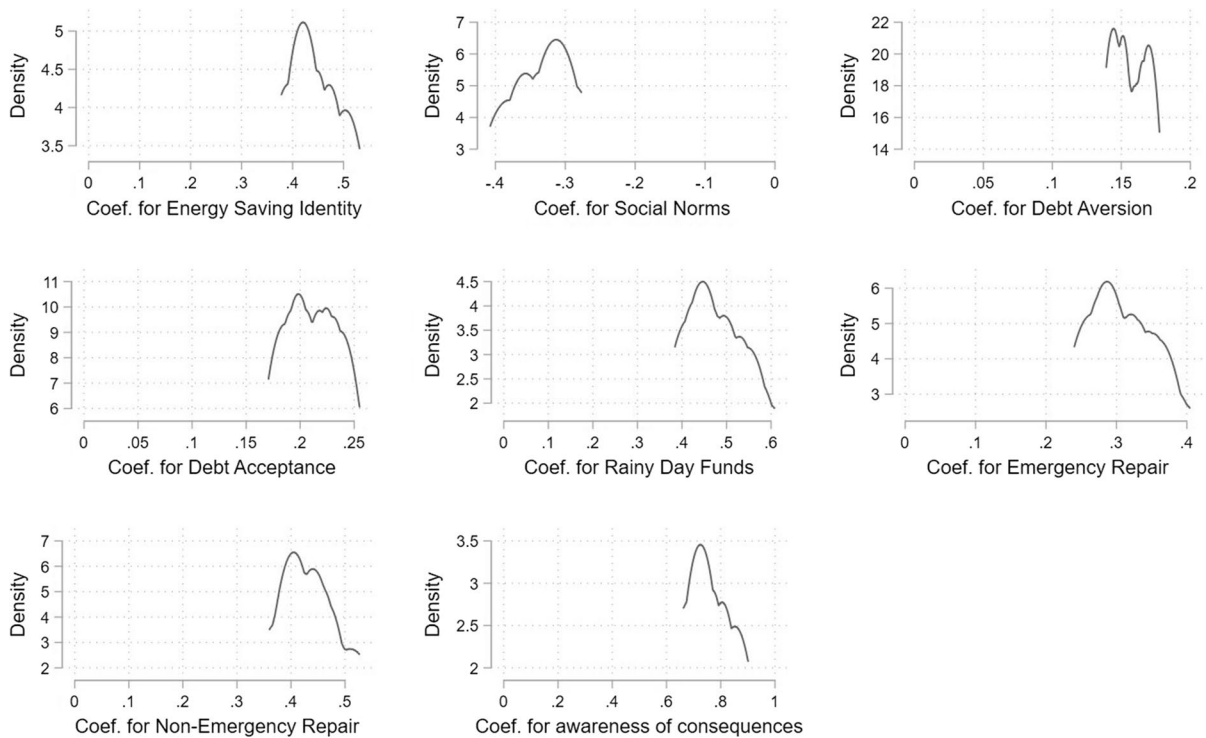 Density
5
4.5
4
3.5
0 .1 .2 .3 .4 .5
Coef. for Energy Saving Identity
Density
7
6
5
4
3
-.4 -.3 -.2 -.1 0
Coef. for Social Norms
Density
22
20
18
16
14
0 .05 .1 .15 .2
Coef. for Debt Aversion
Density
11
10
9
8
7
6
0 .05 .1 .15 .2 .25
Coef. for Debt Acceptance
Density
4.5
4
3.5
3
2.5
2
0 .1 .2 .3 .4 .5 .6
Coef. for Rainy Day Funds
Density
6
5
4
3
0 .1 .2 .3 .4
Coef. for Emergency Repair
Density
7
6
5
4
3
2
0 .1 .2 .3 .4 .5
Coef. for Non-Emergency Repair
Density
3.5
3
2.5
2
0 .2 .4 .6 .8 1
Coef. for awareness of consequences